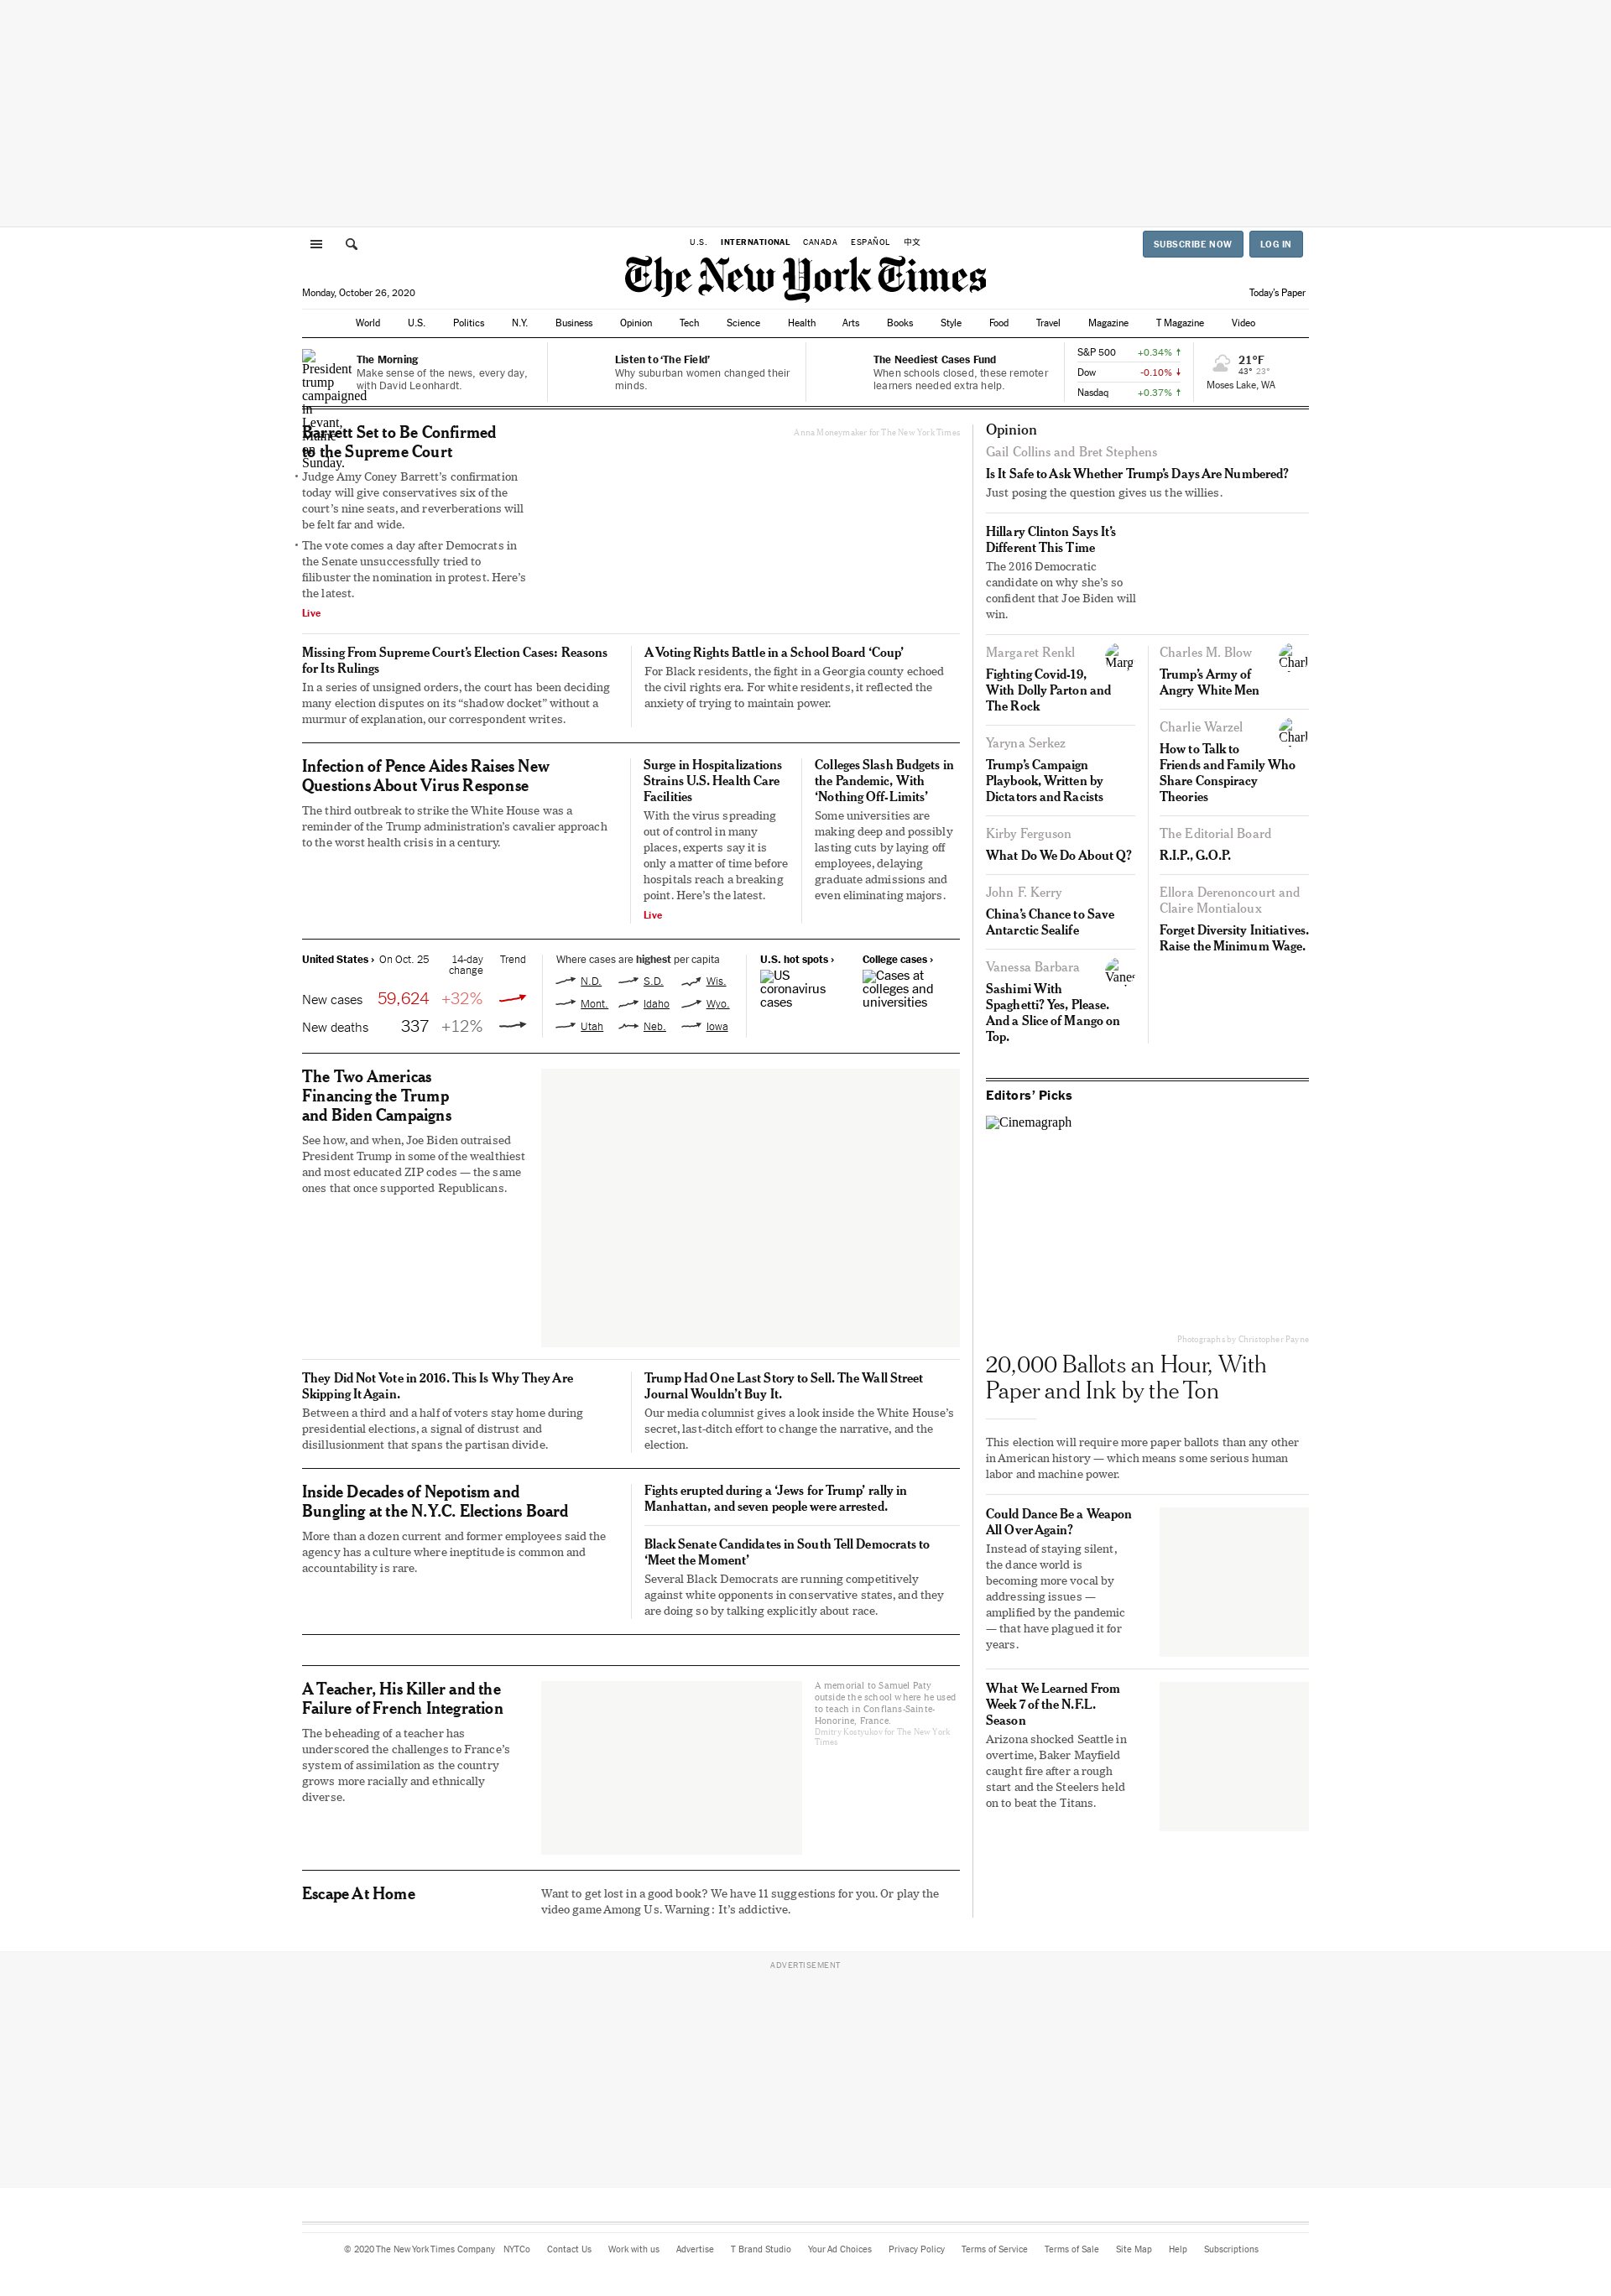 U.S. INTERNATIONAL CANADA ESPAÑOL 中文
SUBSCRIBE NOW LOG IN
The New York Times
Monday, October 26, 2020
Today's Paper
World U.S. Politics N.Y. Business Opinion Tech Science Health Arts Books Style Food Travel Magazine T Magazine Video
President
trump
campaigned
in
Levant,
Maine
on
Sunday.
The Morning
Make sense of the news, every day,
with David Leonhardt.
Listen to ‘The Field’
Why suburban women changed their
minds.
The Neediest Cases Fund
When schools closed, these remoter
learners needed extra help.
S&P 500 +0.34% ↑
Dow -0.10% ↓
Nasdaq +0.37% ↑
21°F
43° 23°
Moses Lake, WA
Barrett Set to Be Confirmed
to the Supreme Court
• Judge Amy Coney Barrett’s confirmation
today will give conservatives six of the
court’s nine seats, and reverberations will
be felt far and wide.
• The vote comes a day after Democrats in
the Senate unsuccessfully tried to
filibuster the nomination in protest. Here’s
the latest.
Live
Anna Moneymaker for The New York Times
Missing From Supreme Court’s Election Cases: Reasons
for Its Rulings
In a series of unsigned orders, the court has been deciding
many election disputes on its “shadow docket” without a
murmur of explanation, our correspondent writes.
A Voting Rights Battle in a School Board ‘Coup’
For Black residents, the fight in a Georgia county echoed
the civil rights era. For white residents, it reflected the
anxiety of trying to maintain power.
Infection of Pence Aides Raises New
Questions About Virus Response
The third outbreak to strike the White House was a
reminder of the Trump administration’s cavalier approach
to the worst health crisis in a century.
Surge in Hospitalizations
Strains U.S. Health Care
Facilities
With the virus spreading
out of control in many
places, experts say it is
only a matter of time before
hospitals reach a breaking
point. Here’s the latest.
Live
Colleges Slash Budgets in
the Pandemic, With
‘Nothing Off-Limits’
Some universities are
making deep and possibly
lasting cuts by laying off
employees, delaying
graduate admissions and
even eliminating majors.
United States › On Oct. 25 14-day
change Trend
New cases 59,624 +32%
New deaths 337 +12%
Where cases are highest per capita
N.D. S.D. Wis.
Mont. Idaho Wyo.
Utah Neb. Iowa
U.S. hot spots ›
US
coronavirus
cases
College cases ›
Cases at
colleges and
universities
The Two Americas
Financing the Trump
and Biden Campaigns
See how, and when, Joe Biden outraised
President Trump in some of the wealthiest
and most educated ZIP codes — the same
ones that once supported Republicans.
They Did Not Vote in 2016. This Is Why They Are
Skipping It Again.
Between a third and a half of voters stay home during
presidential elections, a signal of distrust and
disillusionment that spans the partisan divide.
Trump Had One Last Story to Sell. The Wall Street
Journal Wouldn’t Buy It.
Our media columnist gives a look inside the White House’s
secret, last-ditch effort to change the narrative, and the
election.
Inside Decades of Nepotism and
Bungling at the N.Y.C. Elections Board
More than a dozen current and former employees said the
agency has a culture where ineptitude is common and
accountability is rare.
Fights erupted during a ‘Jews for Trump’ rally in
Manhattan, and seven people were arrested.
Black Senate Candidates in South Tell Democrats to
‘Meet the Moment’
Several Black Democrats are running competitively
against white opponents in conservative states, and they
are doing so by talking explicitly about race.
A Teacher, His Killer and the
Failure of French Integration
The beheading of a teacher has
underscored the challenges to France’s
system of assimilation as the country
grows more racially and ethnically
diverse.
A memorial to Samuel Paty
outside the school where he used
to teach in Conflans-Sainte-
Honorine, France.
Dmitry Kostyukov for The New York
Times
Escape At Home
Want to get lost in a good book? We have 11 suggestions for you. Or play the
video game Among Us. Warning: It’s addictive.
Opinion
Gail Collins and Bret Stephens
Is It Safe to Ask Whether Trump’s Days Are Numbered?
Just posing the question gives us the willies.
Hillary Clinton Says It’s
Different This Time
The 2016 Democratic
candidate on why she’s so
confident that Joe Biden will
win.
Margaret Renkl
Fighting Covid-19,
With Dolly Parton and
The Rock
Yaryna Serkez
Trump’s Campaign
Playbook, Written by
Dictators and Racists
Kirby Ferguson
What Do We Do About Q?
John F. Kerry
China’s Chance to Save
Antarctic Sealife
Vanessa Barbara
Sashimi With
Spaghetti? Yes, Please.
And a Slice of Mango on
Top.
Charles M. Blow
Trump’s Army of
Angry White Men
Charlie Warzel
How to Talk to
Friends and Family Who
Share Conspiracy
Theories
The Editorial Board
R.I.P., G.O.P.
Ellora Derenoncourt and
Claire Montialoux
Forget Diversity Initiatives.
Raise the Minimum Wage.
Editors’ Picks
Cinemagraph
Photographs by Christopher Payne
20,000 Ballots an Hour, With
Paper and Ink by the Ton
This election will require more paper ballots than any other
in American history — which means some serious human
labor and machine power.
Could Dance Be a Weapon
All Over Again?
Instead of staying silent,
the dance world is
becoming more vocal by
addressing issues —
amplified by the pandemic
— that have plagued it for
years.
What We Learned From
Week 7 of the N.F.L.
Season
Arizona shocked Seattle in
overtime, Baker Mayfield
caught fire after a rough
start and the Steelers held
on to beat the Titans.
ADVERTISEMENT
© 2020 The New York Times Company NYTCo Contact Us Work with us Advertise T Brand Studio Your Ad Choices Privacy Policy Terms of Service Terms of Sale Site Map Help Subscriptions